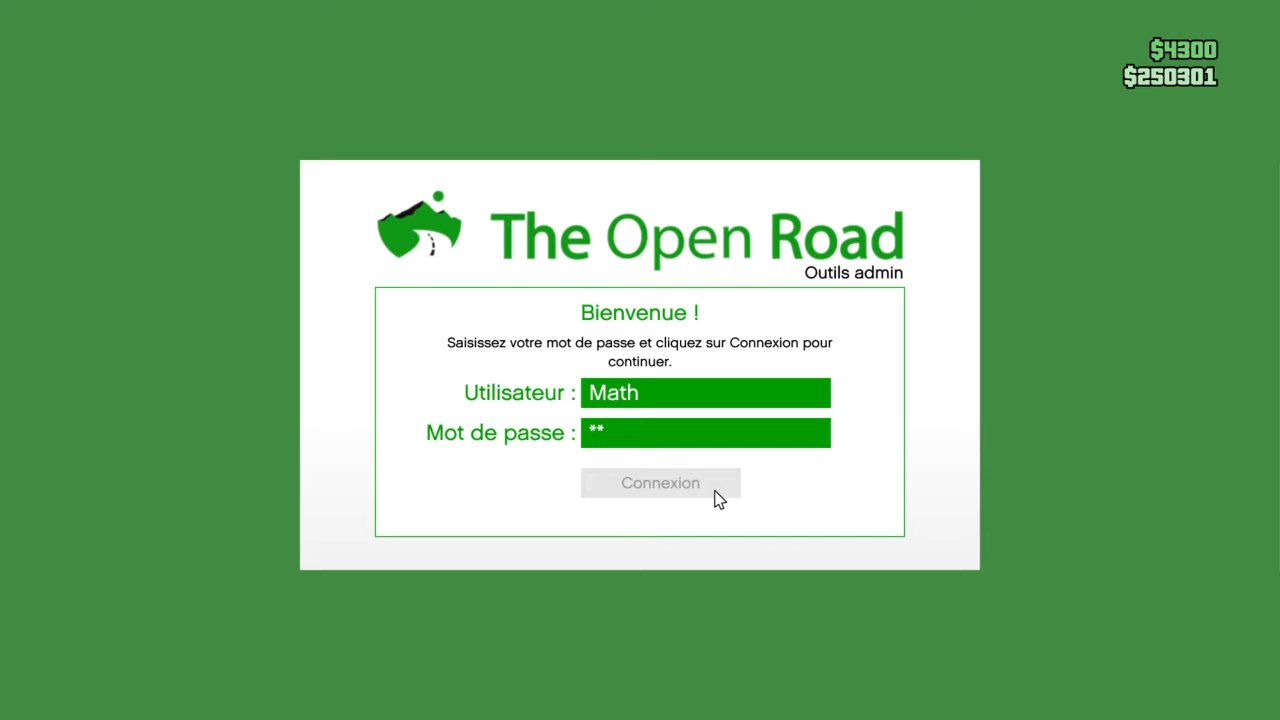 $4300
$250301
The Open Road
Outils admin
Bienvenue !
Saisissez votre mot de passe et cliquez sur Connexion pour
continuer.
Utilisateur : Math
Mot de passe : **
Connexion